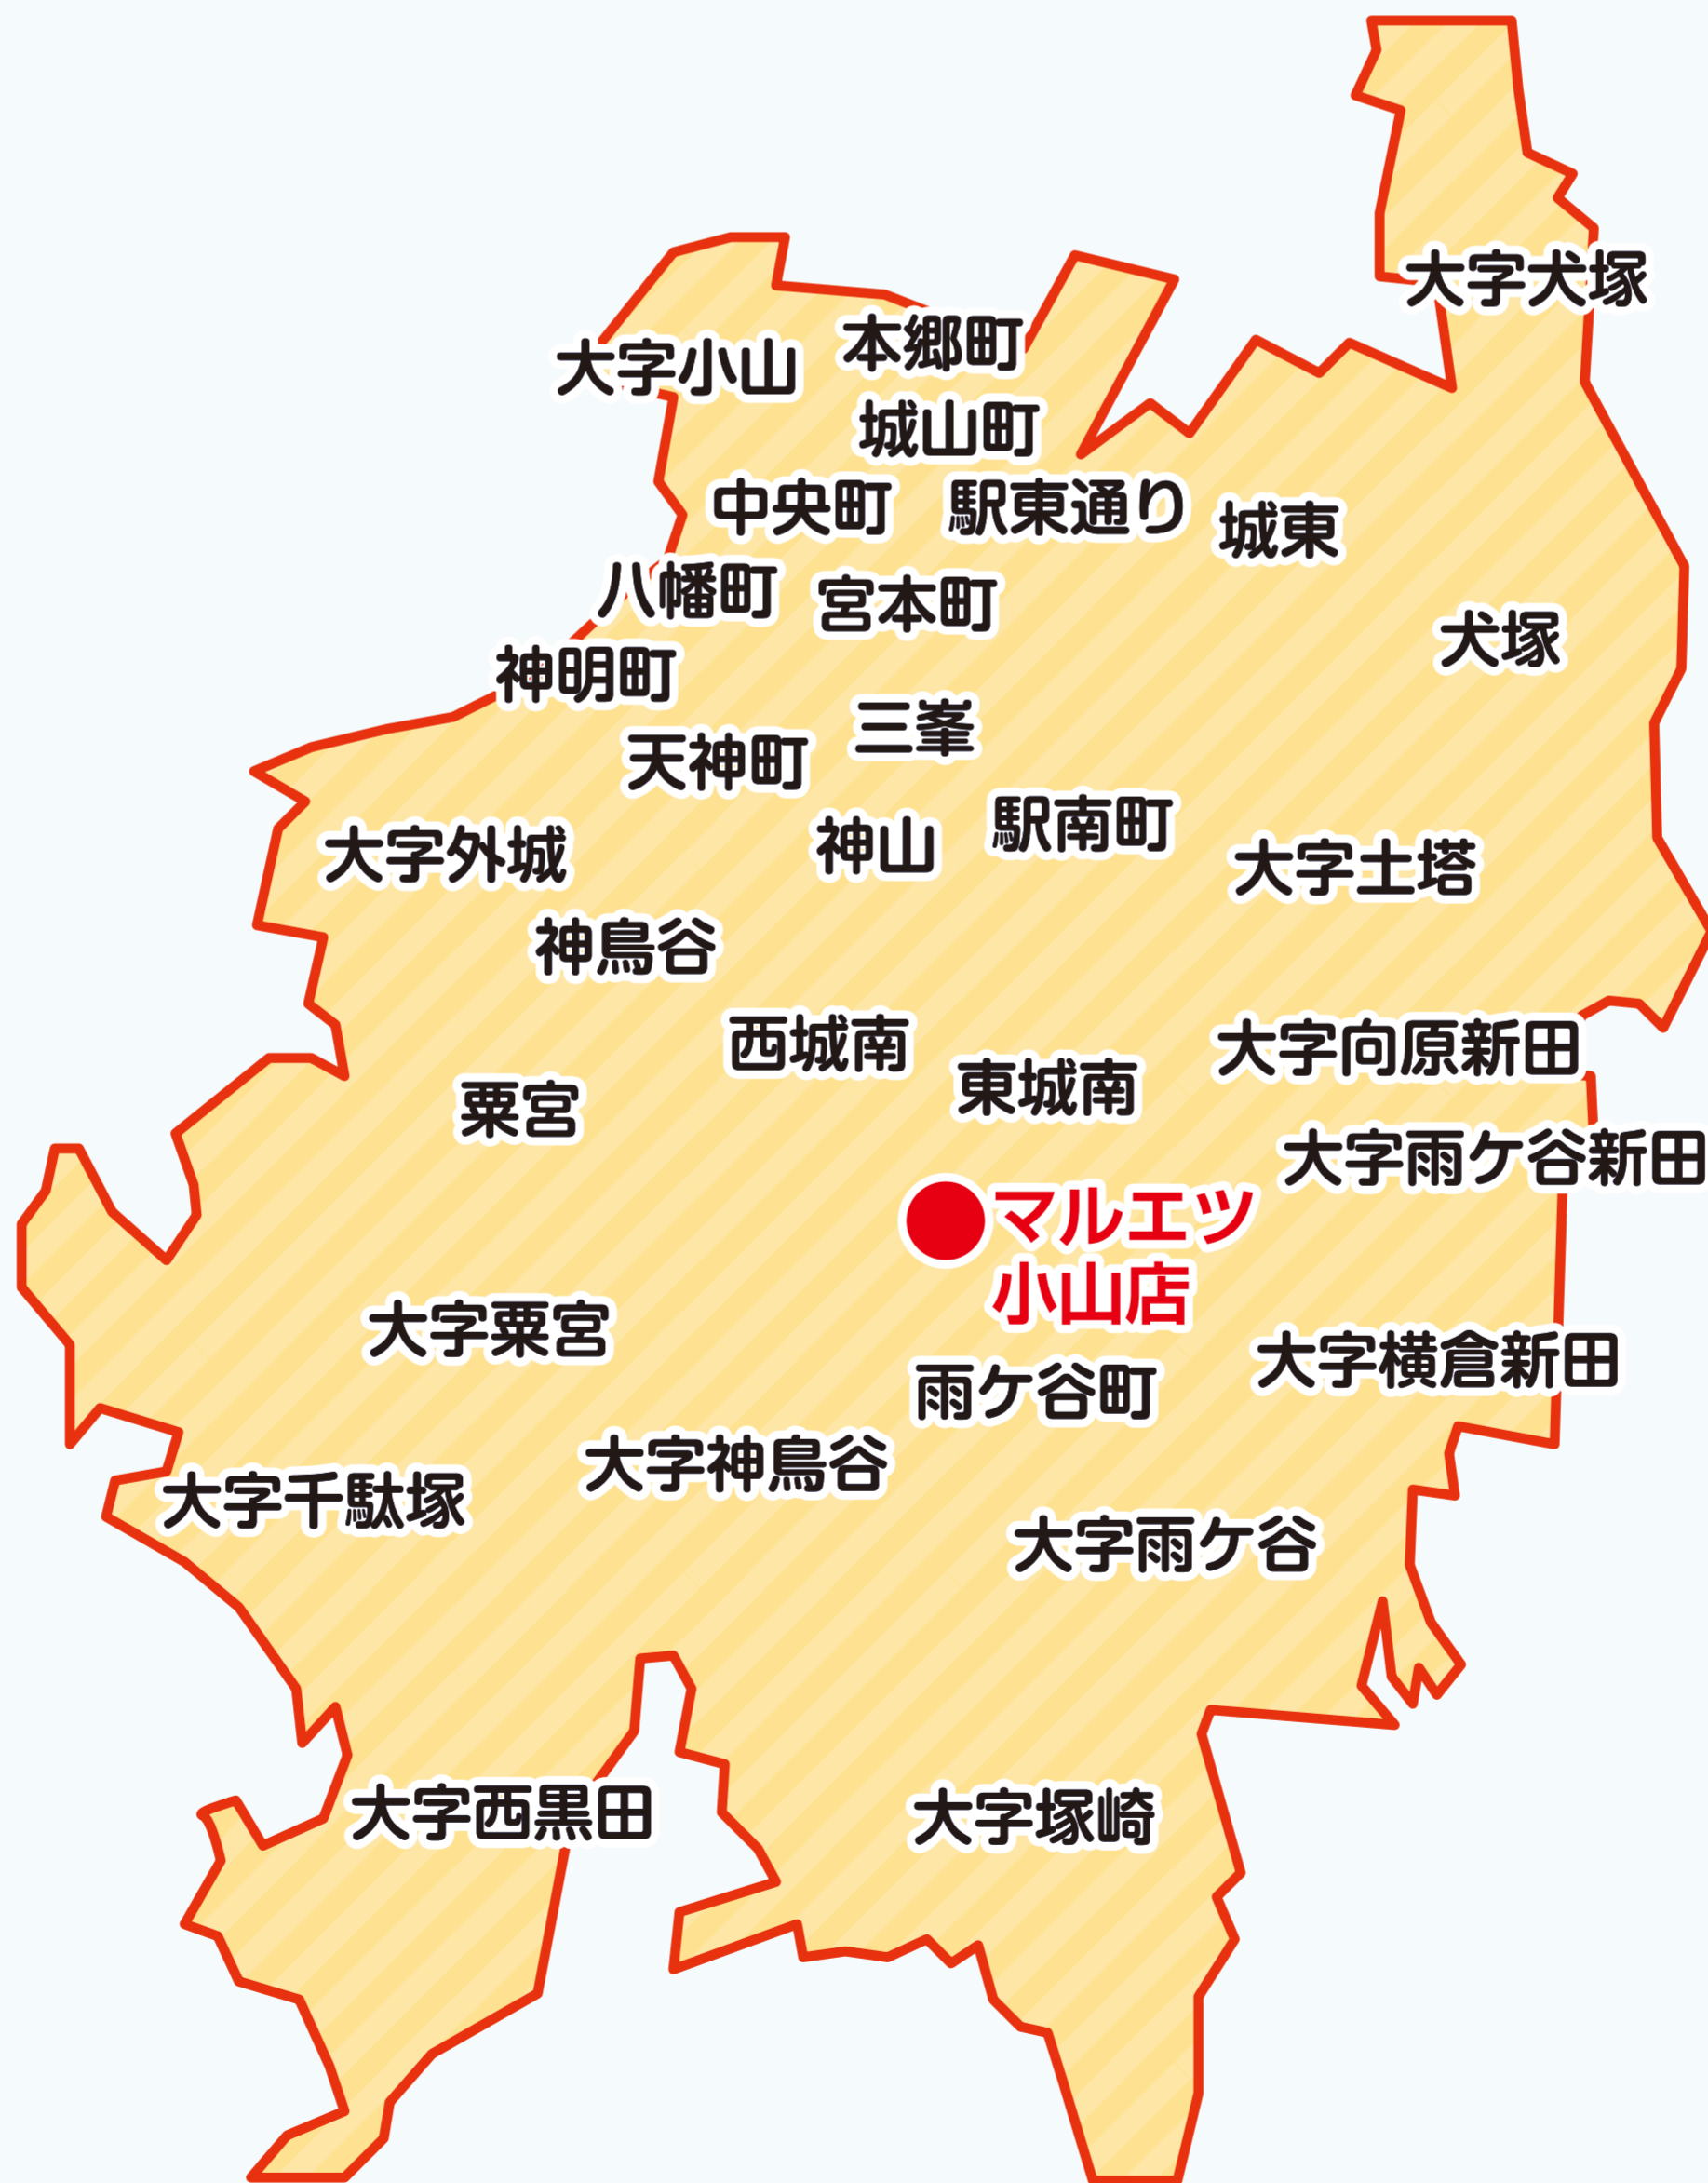 大字犬塚
本郷町
大字小山
城山町
中央町
駅東通り
城東
八幡町
宮本町
犬塚
神明町
三峯
天神町
駅南町
神山
大字外城
大字土塔
神鳥谷
西城南
大字向原新田
東城南
粟宮
大字雨ケ谷新田
マルエツ
小山店
大字粟宮
大字横倉新田
雨ケ谷町
大字神鳥谷
大字千駄塚
大字雨ケ谷
大字西黒田
大字塚崎